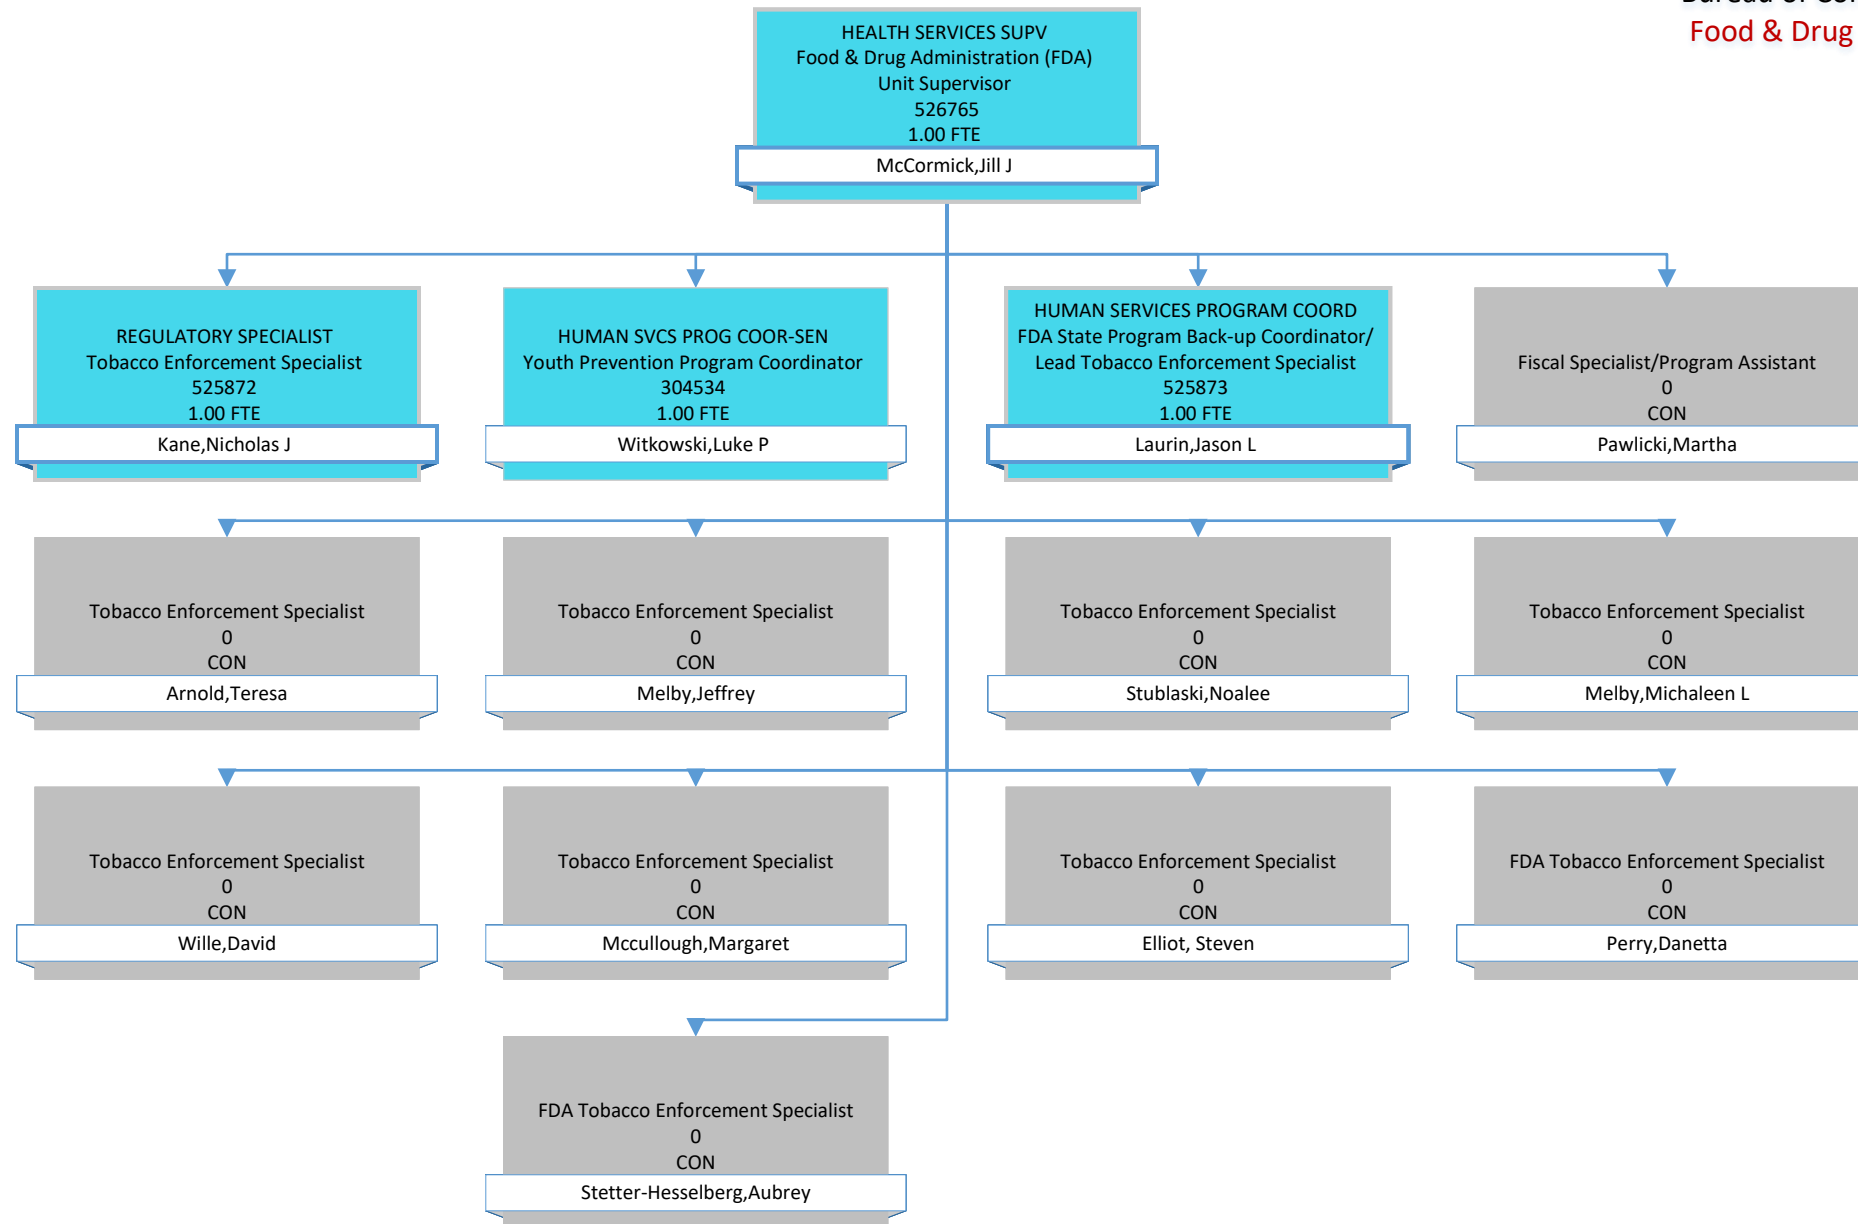 Food & Drug
HEALTH SERVICES SUPV
Food & Drug Administration (FDA)
Unit Supervisor
526765
1.00 FTE
McCormick,Jill J
REGULATORY SPECIALIST
Tobacco Enforcement Specialist
525872
1.00 FTE
Kane,Nicholas J
HUMAN SVCS PROG COOR-SEN
Youth Prevention Program Coordinator
304534
1.00 FTE
Witkowski,Luke P
HUMAN SERVICES PROGRAM COORD
FDA State Program Back-up Coordinator/
Lead Tobacco Enforcement Specialist
525873
1.00 FTE
Laurin,Jason L
Fiscal Specialist/Program Assistant
0
CON
Pawlicki,Martha
Tobacco Enforcement Specialist
0
CON
Arnold,Teresa
Tobacco Enforcement Specialist
0
CON
Melby,Jeffrey
Tobacco Enforcement Specialist
0
CON
Stublaski,Noalee
Tobacco Enforcement Specialist
0
CON
Melby,Michaleen L
Tobacco Enforcement Specialist
0
CON
Wille,David
Tobacco Enforcement Specialist
0
CON
Mccullough,Margaret
Tobacco Enforcement Specialist
0
CON
Elliot, Steven
FDA Tobacco Enforcement Specialist
0
CON
Perry,Danetta
FDA Tobacco Enforcement Specialist
0
CON
Stetter-Hesselberg,Aubrey